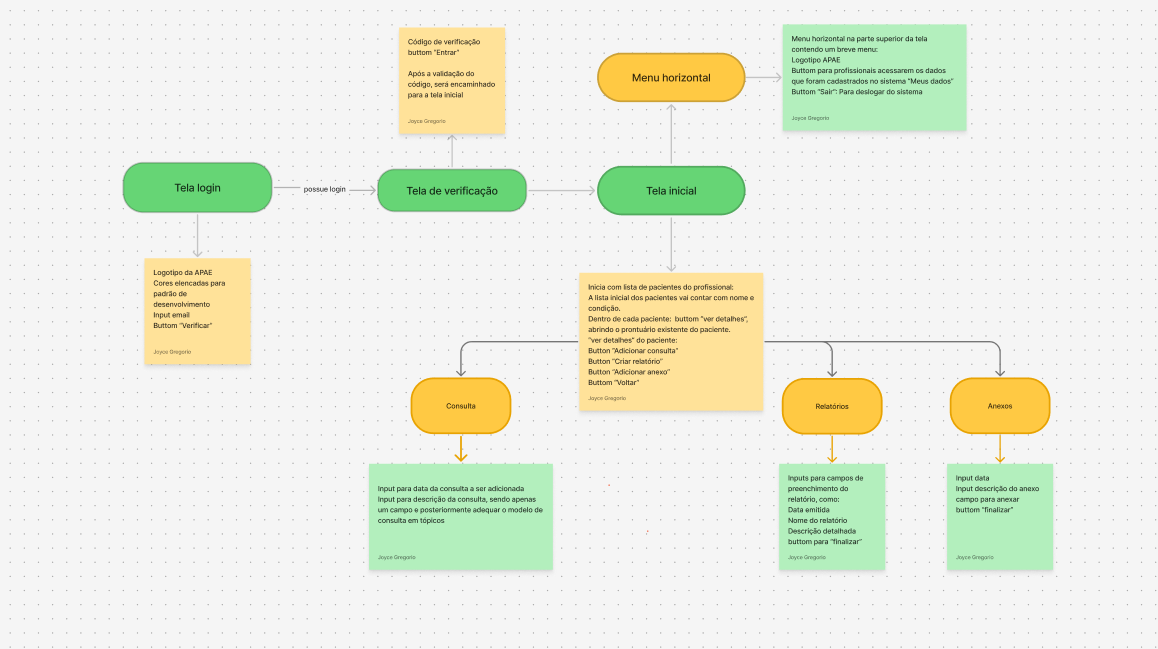 Código de verificação
buttom "Entrar"
Após a validação do
código, será encaminhado
para a tela inicial
Joyce Gregorio
Menu horizontal
Menu horizontal na parte superior da tela
contendo um breve menu:
Logotipo APAE
Buttom para profissionais acessarem os dados
que foram cadastrados no sistema "Meus dados"
Buttom "Sair": Para deslogar do sistema
Joyce Gregorio
Tela login
possue login
Tela de verificação
Tela inicial
Logotipo da APAE
Cores elencadas para
padrão de
desenvolvimento
Input email
Buttom "Verificar"
Joyce Gregorio
Inicia com lista de pacientes do profissional:
A lista inicial dos pacientes vai contar com nome e
condição.
Dentro de cada paciente: buttom "ver detalhes",
abrindo o prontuário existente do paciente.
"ver detalhes" do paciente:
Button "Adicionar consulta"
Button "Criar relatório"
Button "Adicionar anexo"
Buttom "Voltar"
Joyce Gregorio
Consulta
Relatórios
Anexos
Input para data da consulta a ser adicionada
Input para descrição da consulta, sendo apenas
um campo e posteriormente adequar o modelo de
consulta em tópicos
Joyce Gregorio
Inputs para campos de
preenchimento do
relatório, como:
Data emitida
Nome do relatório
Descrição detalhada
buttom para "finalizar"
Joyce Gregorio
Input data
Input descrição do anexo
campo para anexar
buttom "finalizar"
Joyce Gregorio